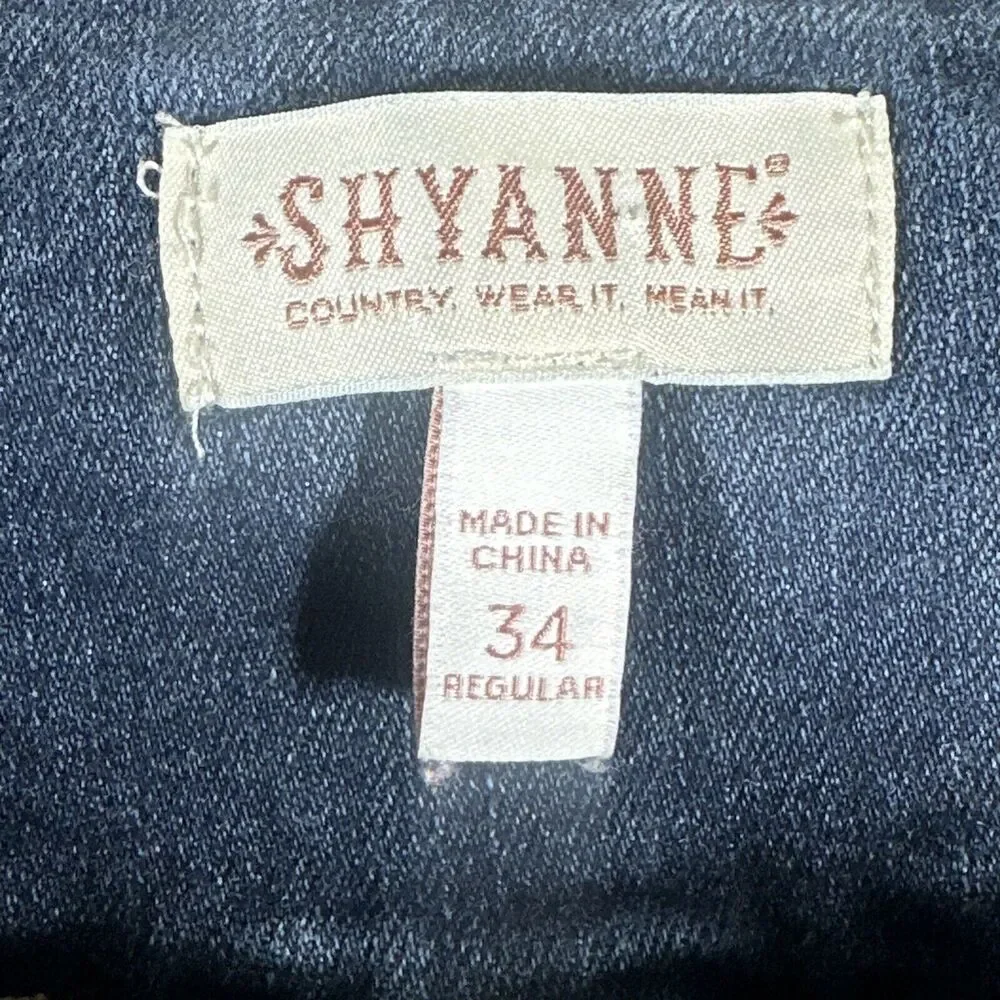 SHYANNE®
COUNTRY. WEAR IT. MEAN IT.
MADE IN
CHINA
34
REGULAR